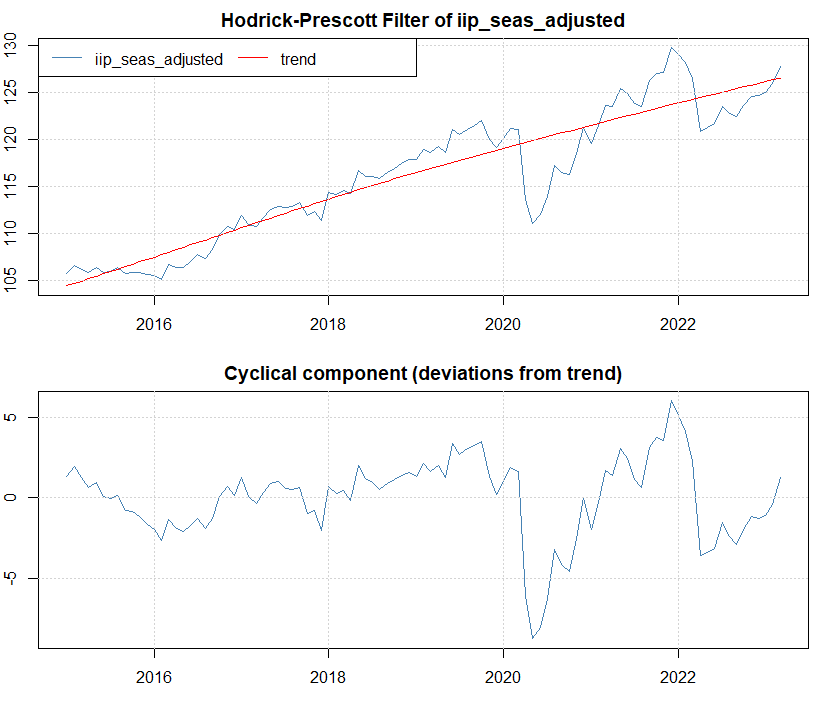 Hodrick-Prescott Filter of iip_seas_adjusted
iip_seas_adjusted trend
130
125
120
115
110
105
2016 2018 2020 2022
Cyclical component (deviations from trend)
5
0
-5
2016 2018 2020 2022